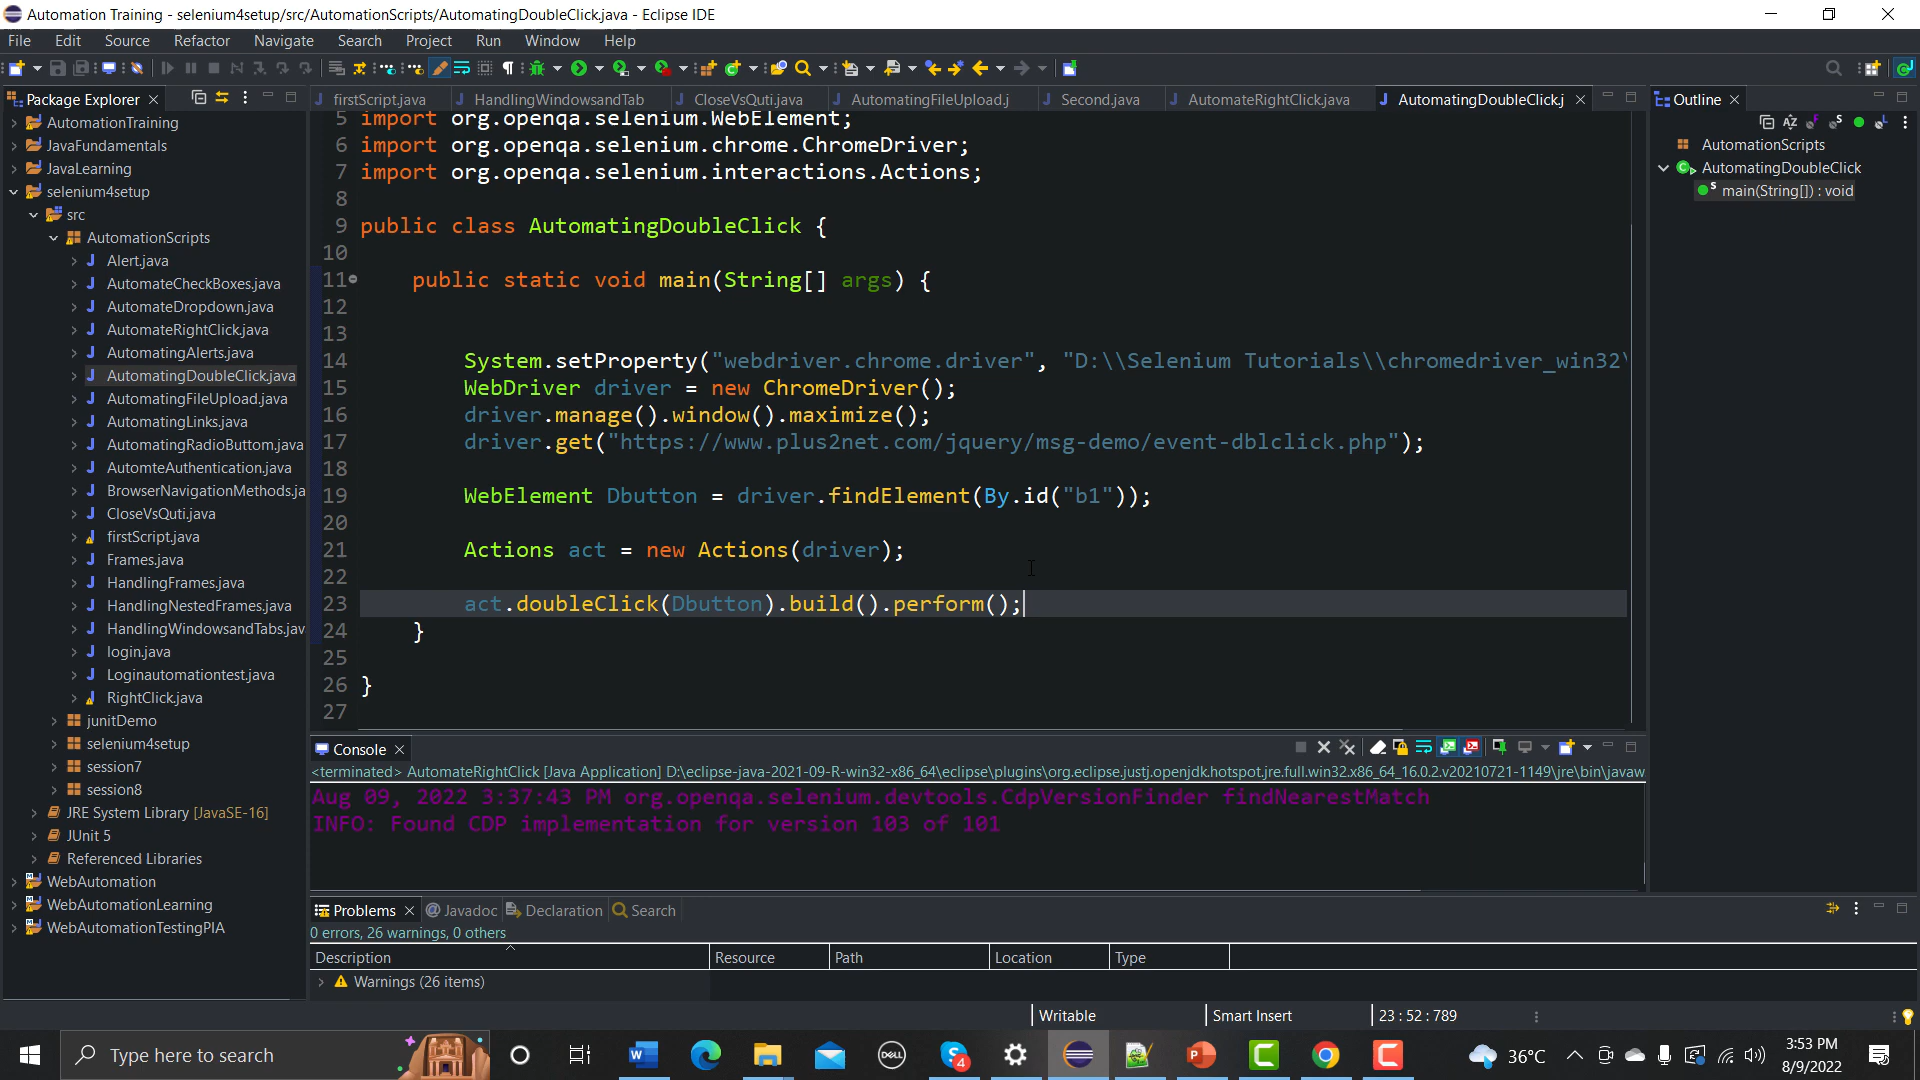 Automation Training - selenium4setup/src/AutomationScripts/AutomatingDoubleClick.java - Eclipse IDE
File Edit Source Refactor Navigate Search Project Run Window Help
Package Explorer
AutomationTraining
JavaFundamentals
JavaLearning
selenium4setup
src
AutomationScripts
Alert.java
AutomateCheckBoxes.java
AutomateDropdown.java
AutomateRightClick.java
AutomatingAlerts.java
AutomatingDoubleClick.java
AutomatingFileUpload.java
AutomatingLinks.java
AutomatingRadioButtom.java
AutomteAuthentication.java
BrowserNavigationMethods.ja
CloseVsQuti.java
firstScript.java
Frames.java
HandlingFrames.java
HandlingNestedFrames.java
HandlingWindowsandTabs.jav
login.java
Loginautomationtest.java
RightClick.java
junitDemo
selenium4setup
session7
session8
JRE System Library [JavaSE-16]
JUnit 5
Referenced Libraries
WebAutomation
WebAutomationLearning
WebAutomationTestingPIA
firstScript.java HandlingWindowsandTab CloseVsQuti.java AutomatingFileUpload.j Second.java AutomateRightClick.java AutomatingDoubleClick.j
5 import org.openqa.selenium.WebElement;
6 import org.openqa.selenium.chrome.ChromeDriver;
7 import org.openqa.selenium.interactions.Actions;
8
9 public class AutomatingDoubleClick {
10
11 public static void main(String[] args) {
12
13
14 System.setProperty("webdriver.chrome.driver", "D:\\Selenium Tutorials\\chromedriver_win32\
15 WebDriver driver = new ChromeDriver();
16 driver.manage().window().maximize();
17 driver.get("https://www.plus2net.com/jquery/msg-demo/event-dblclick.php");
18
19 WebElement Dbutton = driver.findElement(By.id("b1"));
20
21 Actions act = new Actions(driver);
22
23 act.doubleClick(Dbutton).build().perform();
24 }
25
26 }
27
Outline
AutomationScripts
AutomatingDoubleClick
main(String[]) : void
Console
<terminated> AutomateRightClick [Java Application] D:\eclipse-java-2021-09-R-win32-x86_64\eclipse\plugins\org.eclipse.justj.openjdk.hotspot.jre.full.win32.x86_64_16.0.2.v20210721-1149\jre\bin\javaw
Aug 09, 2022 3:37:43 PM org.openqa.selenium.devtools.CdpVersionFinder findNearestMatch
INFO: Found CDP implementation for version 103 of 101
Problems Javadoc Declaration Search
0 errors, 26 warnings, 0 others
Description Resource Path Location Type
Warnings (26 items)
Writable Smart Insert 23 : 52 : 789
Type here to search
36°C
3:53 PM
8/9/2022